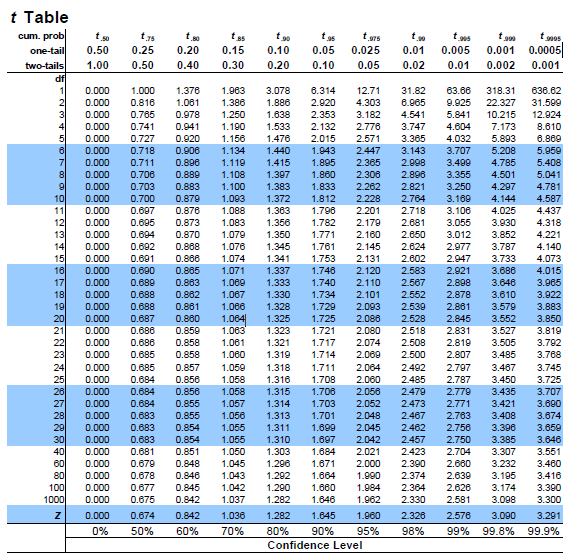 t Table
cum. prob t .50 t .75 t .80 t .85 t .90 t .95 t .975 t .99 t .995 t .999 t .9995
one-tail 0.50 0.25 0.20 0.15 0.10 0.05 0.025 0.01 0.005 0.001 0.0005
two-tails 1.00 0.50 0.40 0.30 0.20 0.10 0.05 0.02 0.01 0.002 0.001
df
1 0.000 1.000 1.376 1.963 3.078 6.314 12.71 31.82 63.66 318.31 636.62
2 0.000 0.816 1.061 1.386 1.886 2.920 4.303 6.965 9.925 22.327 31.599
3 0.000 0.765 0.978 1.250 1.638 2.353 3.182 4.541 5.841 10.215 12.924
4 0.000 0.741 0.941 1.190 1.533 2.132 2.776 3.747 4.604 7.173 8.610
5 0.000 0.727 0.920 1.156 1.476 2.015 2.571 3.365 4.032 5.893 6.869
6 0.000 0.718 0.906 1.134 1.440 1.943 2.447 3.143 3.707 5.208 5.959
7 0.000 0.711 0.896 1.119 1.415 1.895 2.365 2.998 3.499 4.785 5.408
8 0.000 0.706 0.889 1.108 1.397 1.860 2.306 2.896 3.355 4.501 5.041
9 0.000 0.703 0.883 1.100 1.383 1.833 2.262 2.821 3.250 4.297 4.781
10 0.000 0.700 0.879 1.093 1.372 1.812 2.228 2.764 3.169 4.144 4.587
11 0.000 0.697 0.876 1.088 1.363 1.796 2.201 2.718 3.106 4.025 4.437
12 0.000 0.695 0.873 1.083 1.356 1.782 2.179 2.681 3.055 3.930 4.318
13 0.000 0.694 0.870 1.079 1.350 1.771 2.160 2.650 3.012 3.852 4.221
14 0.000 0.692 0.868 1.076 1.345 1.761 2.145 2.624 2.977 3.787 4.140
15 0.000 0.691 0.866 1.074 1.341 1.753 2.131 2.602 2.947 3.733 4.073
16 0.000 0.690 0.865 1.071 1.337 1.746 2.120 2.583 2.921 3.686 4.015
17 0.000 0.689 0.863 1.069 1.333 1.740 2.110 2.567 2.898 3.646 3.965
18 0.000 0.688 0.862 1.067 1.330 1.734 2.101 2.552 2.878 3.610 3.922
19 0.000 0.688 0.861 1.066 1.328 1.729 2.093 2.539 2.861 3.579 3.883
20 0.000 0.687 0.860 1.064 1.325 1.725 2.086 2.528 2.845 3.552 3.850
21 0.000 0.686 0.859 1.063 1.323 1.721 2.080 2.518 2.831 3.527 3.819
22 0.000 0.686 0.858 1.061 1.321 1.717 2.074 2.508 2.819 3.505 3.792
23 0.000 0.685 0.858 1.060 1.319 1.714 2.069 2.500 2.807 3.485 3.768
24 0.000 0.685 0.857 1.059 1.318 1.711 2.064 2.492 2.797 3.467 3.745
25 0.000 0.684 0.856 1.058 1.316 1.708 2.060 2.485 2.787 3.450 3.725
26 0.000 0.684 0.856 1.058 1.315 1.706 2.056 2.479 2.779 3.435 3.707
27 0.000 0.684 0.855 1.057 1.314 1.703 2.052 2.473 2.771 3.421 3.690
28 0.000 0.683 0.855 1.056 1.313 1.701 2.048 2.467 2.763 3.408 3.674
29 0.000 0.683 0.854 1.055 1.311 1.699 2.045 2.462 2.756 3.396 3.659
30 0.000 0.683 0.854 1.055 1.310 1.697 2.042 2.457 2.750 3.385 3.646
40 0.000 0.681 0.851 1.050 1.303 1.684 2.021 2.423 2.704 3.307 3.551
60 0.000 0.679 0.848 1.045 1.296 1.671 2.000 2.390 2.660 3.232 3.460
80 0.000 0.678 0.846 1.043 1.292 1.664 1.990 2.374 2.639 3.195 3.416
100 0.000 0.677 0.845 1.042 1.290 1.660 1.984 2.364 2.626 3.174 3.390
1000 0.000 0.675 0.842 1.037 1.282 1.646 1.962 2.330 2.581 3.098 3.300
Z 0.000 0.674 0.842 1.036 1.282 1.645 1.960 2.326 2.576 3.090 3.291
0% 50% 60% 70% 80% 90% 95% 98% 99% 99.8% 99.9%
Confidence Level